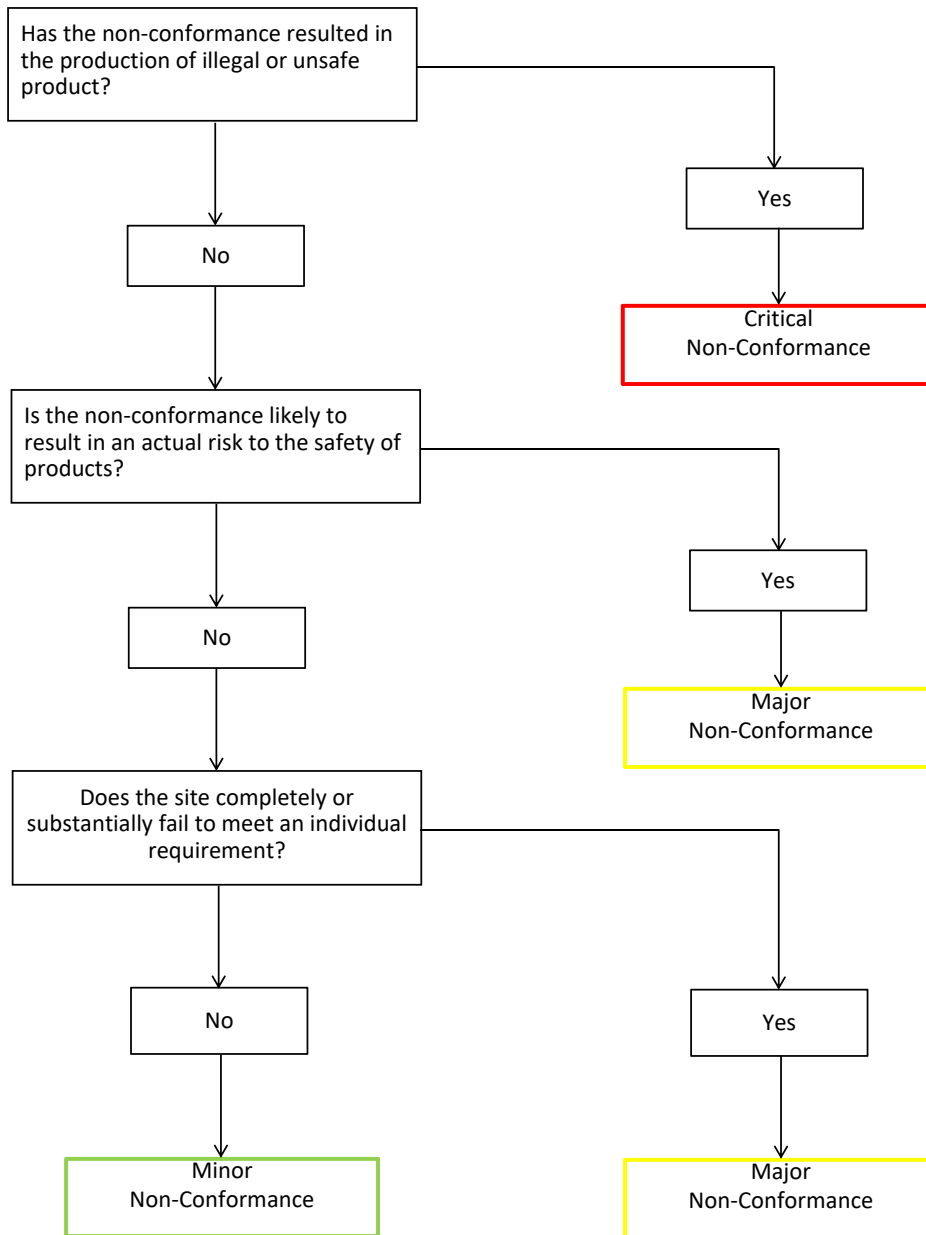 Has the non-conformance resulted in
the production of illegal or unsafe
product?
Yes
No
Critical
Non-Conformance
Is the non-conformance likely to
result in an actual risk to the safety of
products?
Yes
No
Major
Non-Conformance
Does the site completely or
substantially fail to meet an individual
requirement?
No
Yes
Minor
Non-Conformance
Major
Non-Conformance